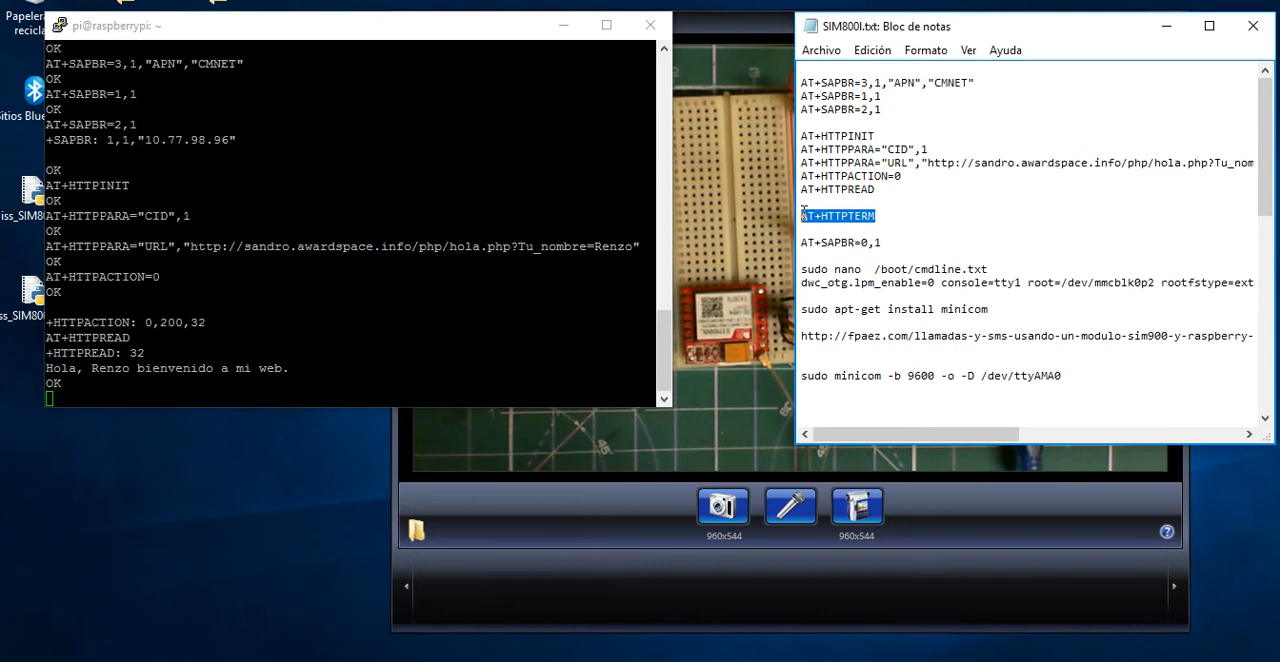 Papeler
recicla
Sitios Blue
iss_SIM80
ss_SIM80
pi@raspberrypi: ~
OK
AT+SAPBR=3,1,"APN","CMNET"
OK
AT+SAPBR=1,1
OK
AT+SAPBR=2,1
+SAPBR: 1,1,"10.77.98.96"
OK
AT+HTTPINIT
OK
AT+HTTPPARA="CID",1
OK
AT+HTTPPARA="URL","http://sandro.awardspace.info/php/hola.php?Tu_nombre=Renzo"
OK
AT+HTTPACTION=0
OK
+HTTPACTION: 0,200,32
AT+HTTPREAD
+HTTPREAD: 32
Hola, Renzo bienvenido a mi web.
OK
SIM800l.txt: Bloc de notas
Archivo Edición Formato Ver Ayuda
AT+SAPBR=3,1,"APN","CMNET"
AT+SAPBR=1,1
AT+SAPBR=2,1
AT+HTTPINIT
AT+HTTPPARA="CID",1
AT+HTTPPARA="URL","http://sandro.awardspace.info/php/hola.php?Tu_nom
AT+HTTPACTION=0
AT+HTTPREAD
AT+HTTPTERM
AT+SAPBR=0,1
sudo nano  /boot/cmdline.txt
dwc_otg.lpm_enable=0 console=tty1 root=/dev/mmcblk0p2 rootfstype=ext
sudo apt-get install minicom
http://fpaez.com/llamadas-y-sms-usando-un-modulo-sim900-y-raspberry-
sudo minicom -b 9600 -o -D /dev/ttyAMA0
960x544
960x544